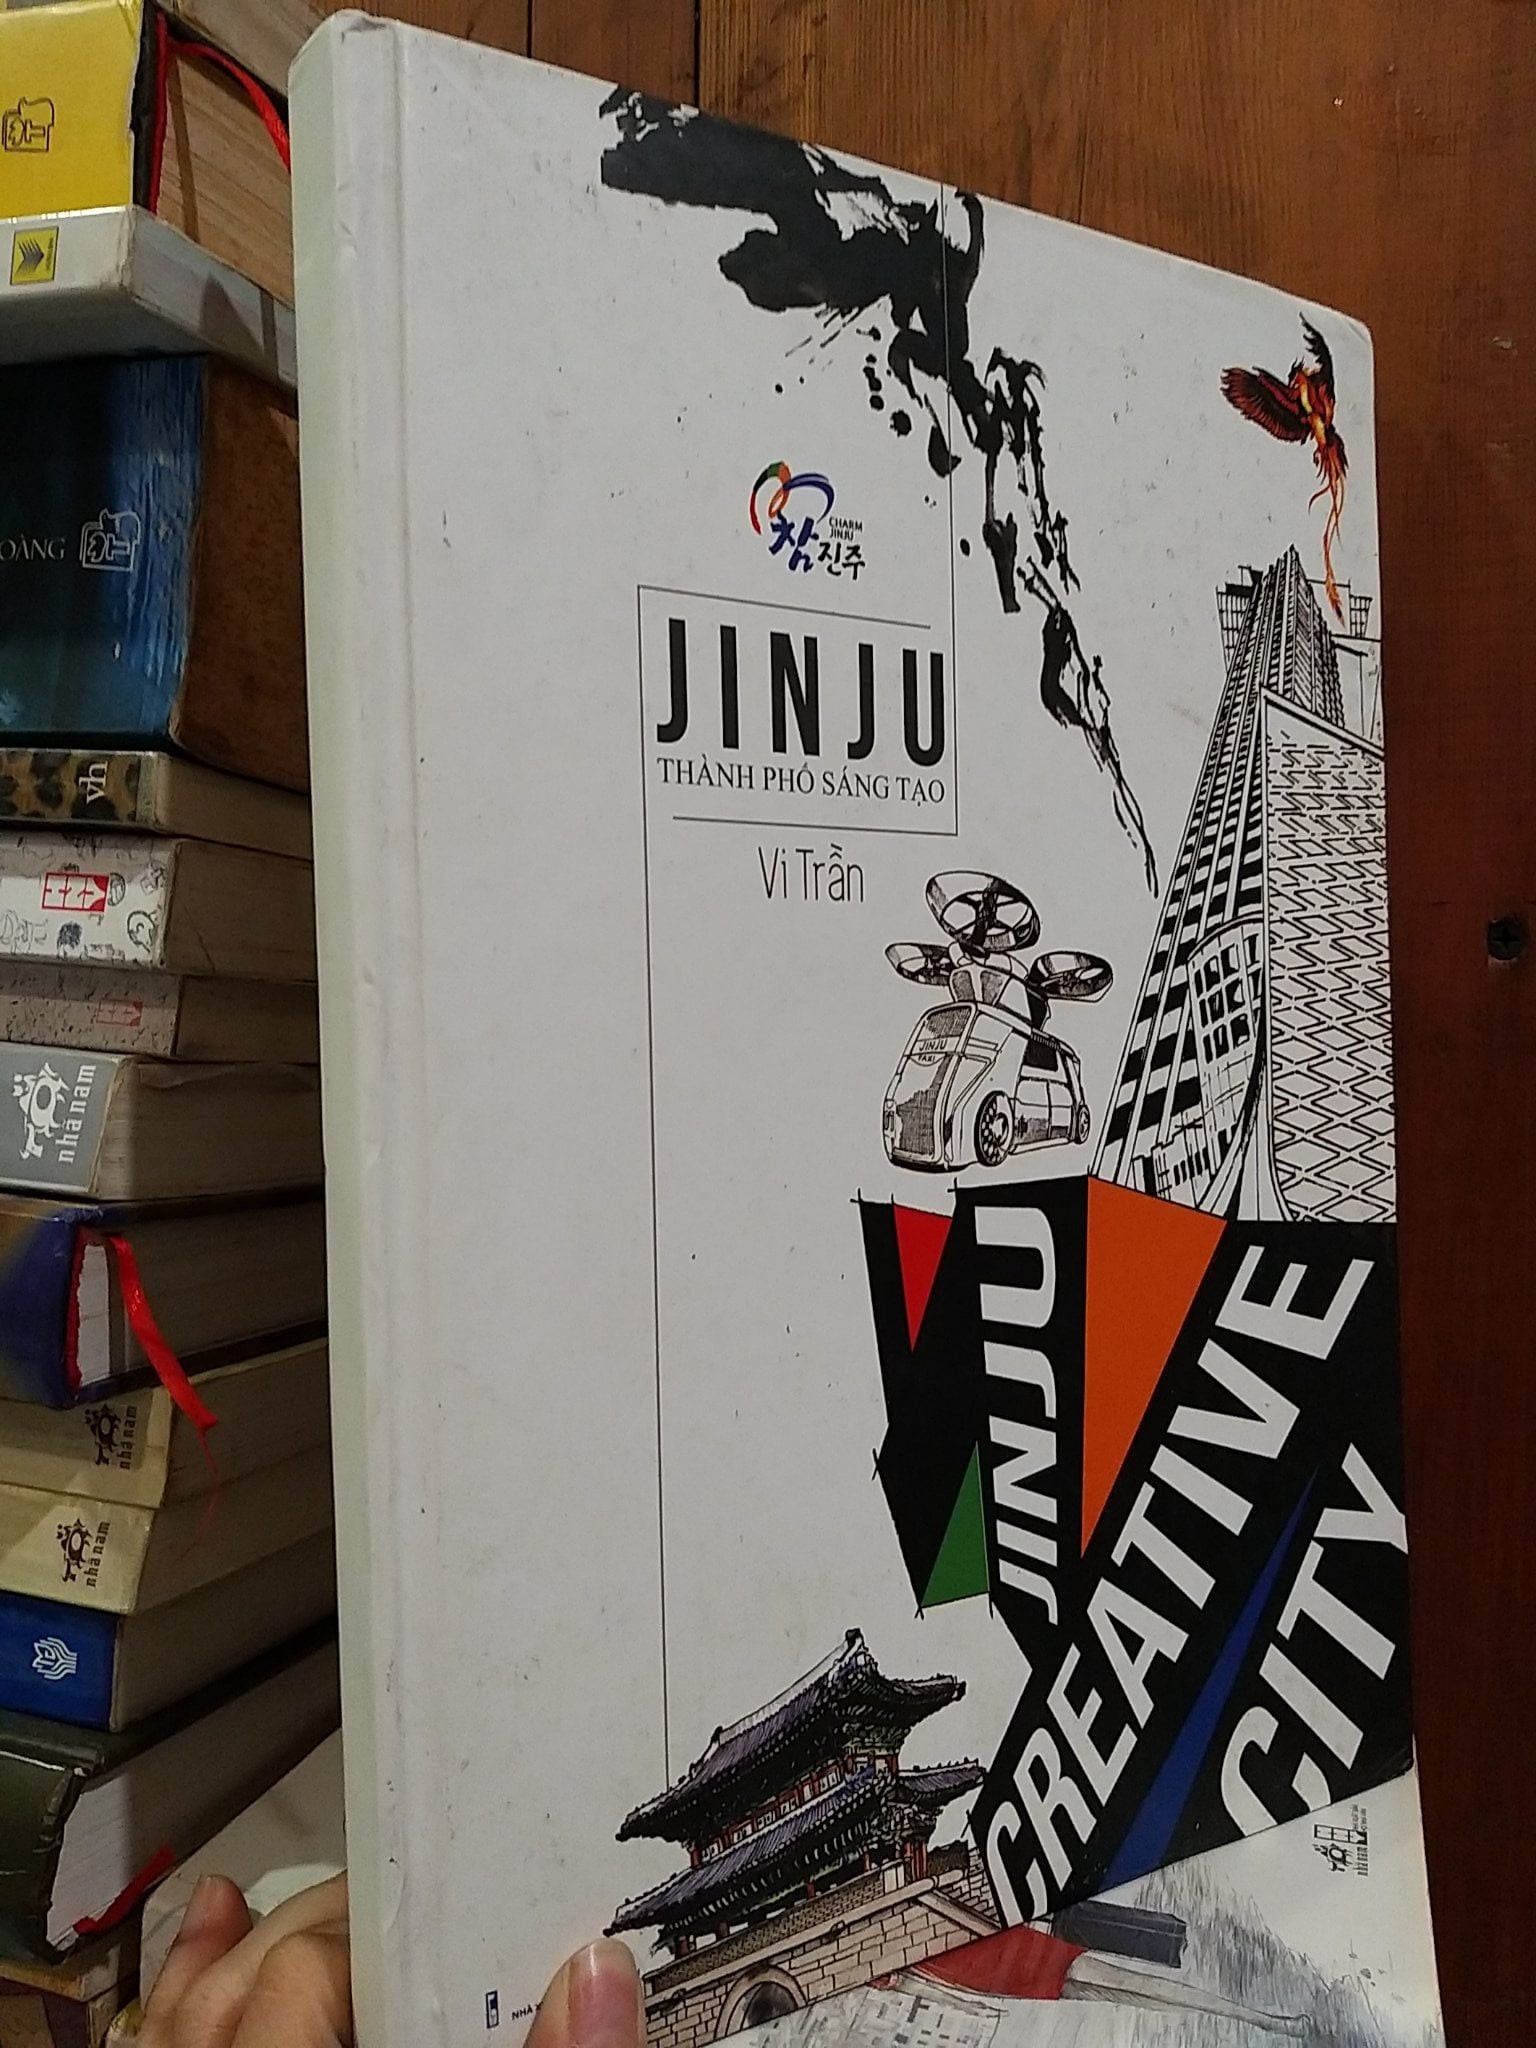 CHARM
JINJU
참 진주
JINJU
THÀNH PHỐ SÁNG TẠO
Vi Trần
JINJU
TAXI
JINJU
CREATIVE
CITY
nhã nam
NHÀ X
OÀNG
vh
nhã nam
nhã nam
nhã nam